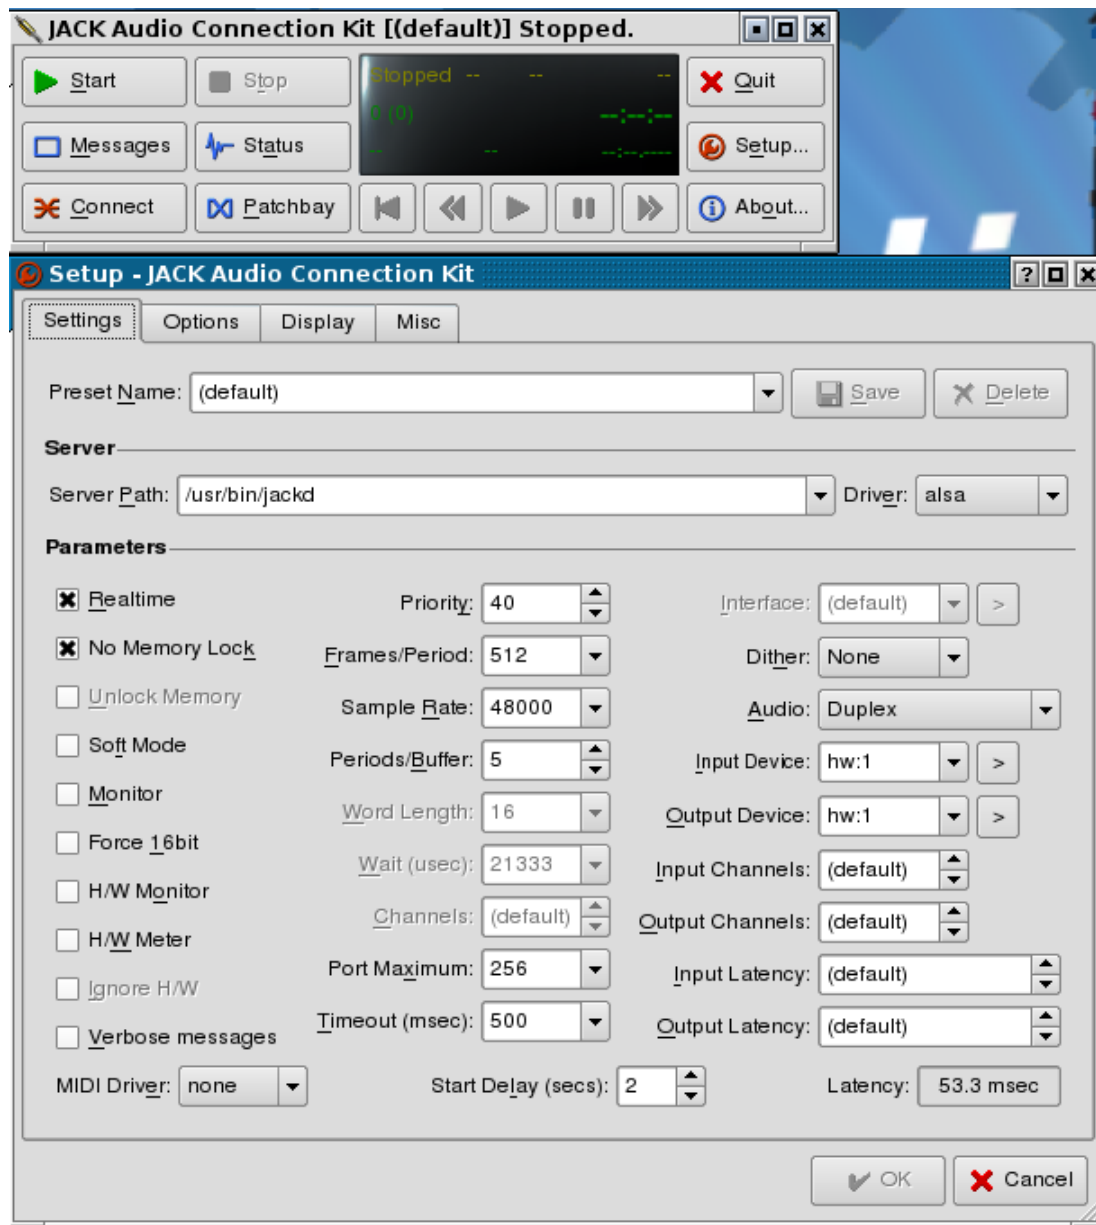 JACK Audio Connection Kit [(default)] Stopped.
Start Stop Stopped -- -- -- Quit
0 (0) --:--:--
Messages Status -- -- --:--.---- Setup...
Connect Patchbay About...
Setup - JACK Audio Connection Kit
Settings Options Display Misc
Preset Name: (default) Save Delete
Server
Server Path: /usr/bin/jackd Driver: alsa
Parameters
Realtime Priority: 40 Interface: (default) >
No Memory Lock Frames/Period: 512 Dither: None
Unlock Memory Sample Rate: 48000 Audio: Duplex
Soft Mode Periods/Buffer: 5 Input Device: hw:1 >
Monitor Word Length: 16 Output Device: hw:1 >
Force 16bit Wait (usec): 21333 Input Channels: (default)
H/W Monitor Channels: (default) Output Channels: (default)
H/W Meter Port Maximum: 256 Input Latency: (default)
Ignore H/W Timeout (msec): 500 Output Latency: (default)
Verbose messages
MIDI Driver: none Start Delay (secs): 2 Latency: 53.3 msec
OK Cancel